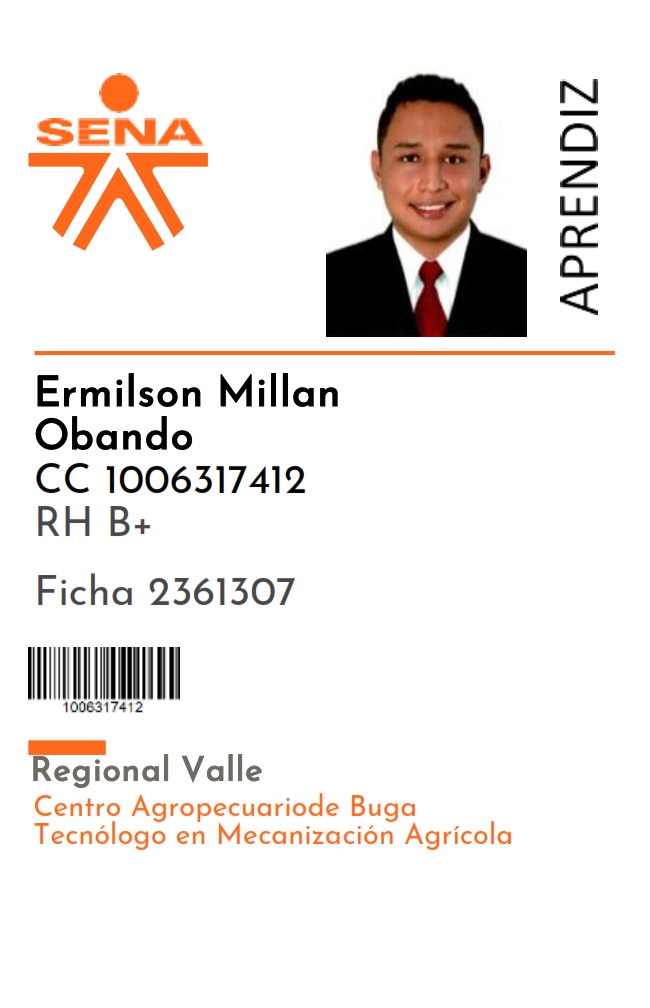 SENA
APRENDIZ
Ermilson Millan
Obando
CC 1006317412
RH B+
Ficha 2361307
1006317412
Regional Valle
Centro Agropecuariode Buga
Tecnólogo en Mecanización Agrícola